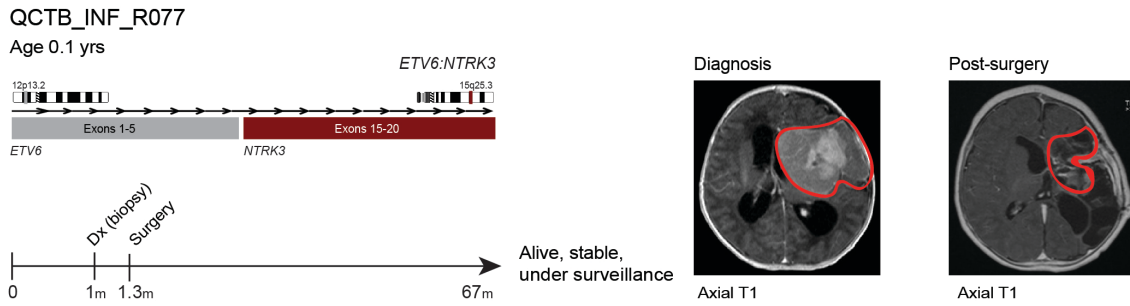 QCTB_INF_R077
Age 0.1 yrs
ETV6:NTRK3
12p13.2
15q25.3
Exons 1-5
Exons 15-20
ETV6
NTRK3
Dx (biopsy)
Surgery
0
1m
1.3m
67m
Alive, stable,
under surveillance
Diagnosis
Axial T1
Post-surgery
T
Axial T1